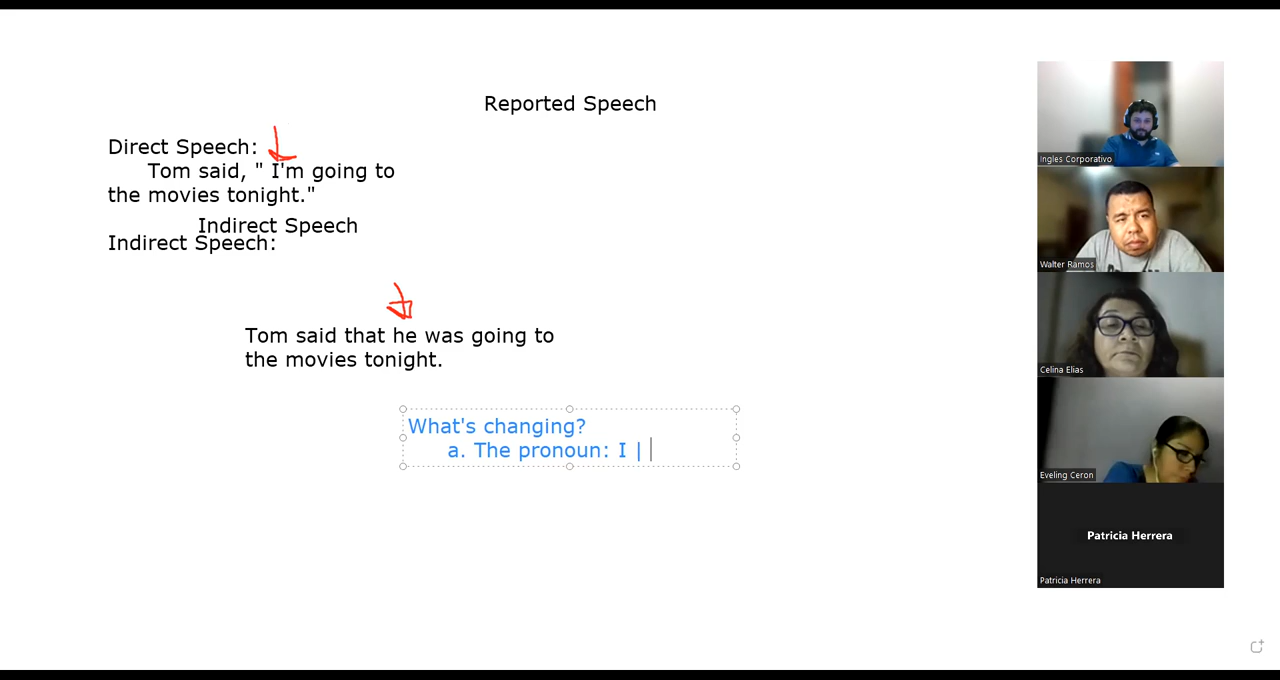 Reported Speech
Direct Speech:
Tom said, " I'm going to
the movies tonight."
Indirect Speech
Indirect Speech:
Tom said that he was going to
the movies tonight.
What's changing?
a. The pronoun: I |
Ingles Corporativo
Walter Ramos
Celina Elias
Eveling Ceron
Patricia Herrera
Patricia Herrera